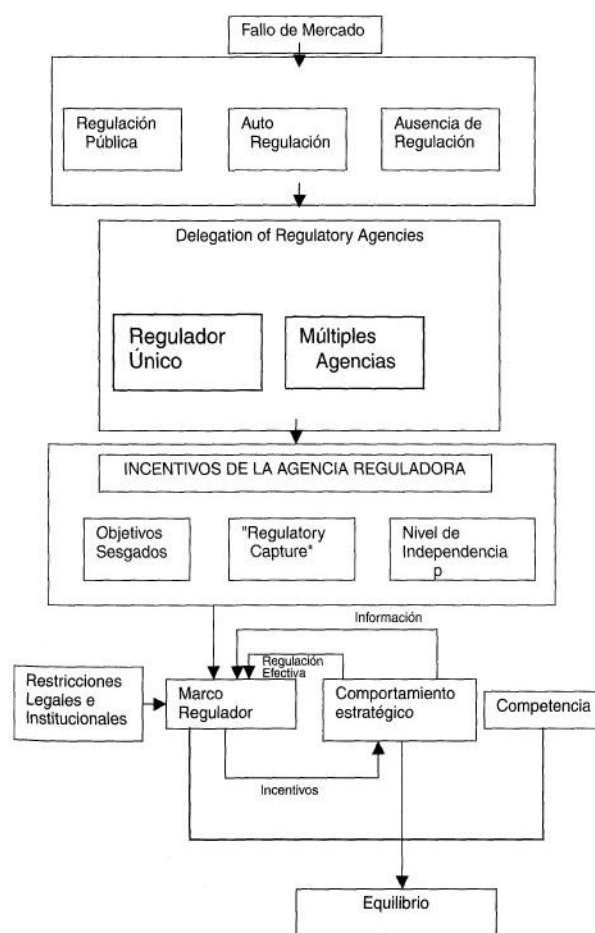 Fallo de Mercado
Regulación
Pública
Auto
Regulación
Ausencia de
Regulación
Delegation of Regulatory Agencies
Regulador
Único
Múltiples
Agencias
INCENTIVOS DE LA AGENCIA REGULADORA
Objetivos
Sesgados
"Regulatory
Capture"
Nivel de
Independencia
p
Información
Regulación
Efectiva
Restricciones
Legales e
Institucionales
Marco
Regulador
Comportamiento
estratégico
Competencia
Incentivos
Equilibrio